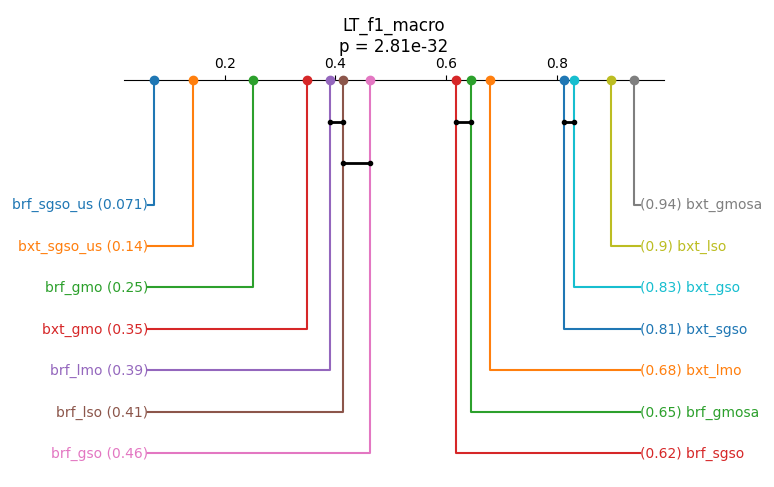 LT_f1_macro
p = 2.81e-32
0.2 0.4 0.6 0.8
brf_sgso_us (0.071) (0.94) bxt_gmosa
bxt_sgso_us (0.14) (0.9) bxt_lso
brf_gmo (0.25) (0.83) bxt_gso
bxt_gmo (0.35) (0.81) bxt_sgso
brf_lmo (0.39) (0.68) bxt_lmo
brf_lso (0.41) (0.65) brf_gmosa
brf_gso (0.46) (0.62) brf_sgso